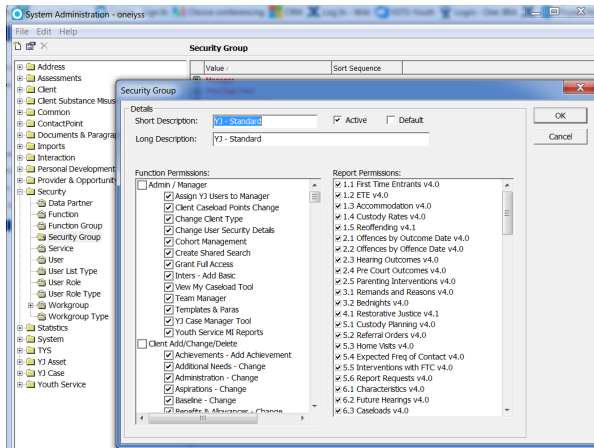 System Administration - oneiyss
File Edit Help
Security Group
Value
Sort Sequence
Manager
Address
Assessments
Client
Client Substance Misus
Common
ContactPoint
Documents & Paragra
Imports
Interaction
Personal Development
Provider & Opportunit
Security
Data Partner
Function
Function Group
Security Group
Service
User
User List Type
User Role
User Role Type
Workgroup
Workgroup Type
Statistics
System
TYS
YJ Asset
YJ Case
Youth Service
Security Group
Details
Short Description: YJ - Standard
Active
Default
Long Description: YJ - Standard
OK
Cancel
Function Permissions:
Admin / Manager
Assign YJ Users to Manager
Client Caseload Points Change
Change Client Type
Change User Security Details
Cohort Management
Create Shared Search
Grant Full Access
Inters - Add Basic
View My Caseload Tool
Team Manager
Templates & Paras
YJ Case Manager Tool
Youth Service MI Reports
Client Add/Change/Delete
Achievements - Add Achievement
Additional Needs - Change
Administration - Change
Aspirations - Change
Baseline - Change
Benefits & Allowances - Change
Report Permissions:
1.1 First Time Entrants v4.0
1.2 ETE v4.0
1.3 Accommodation v4.0
1.4 Custody Rates v4.0
1.5 Reoffending v4.1
2.1 Offences by Outcome Date v4.0
2.2 Offences by Offence Date v4.0
2.3 Hearing Outcomes v4.0
2.4 Pre Court Outcomes v4.0
2.5 Parenting Interventions v4.0
3.1 Remands and Reasons v4.0
3.2 Bednights v4.0
4.1 Restorative Justice v4.1
5.1 Custody Planning v4.0
5.2 Referral Orders v4.0
5.3 Home Visits v4.0
5.4 Expected Freq of Contact v4.0
5.5 Interventions with FTC v4.0
5.6 Report Requests v4.0
6.1 Characteristics v4.0
6.2 Future Hearings v4.0
6.3 Caseloads v4.0